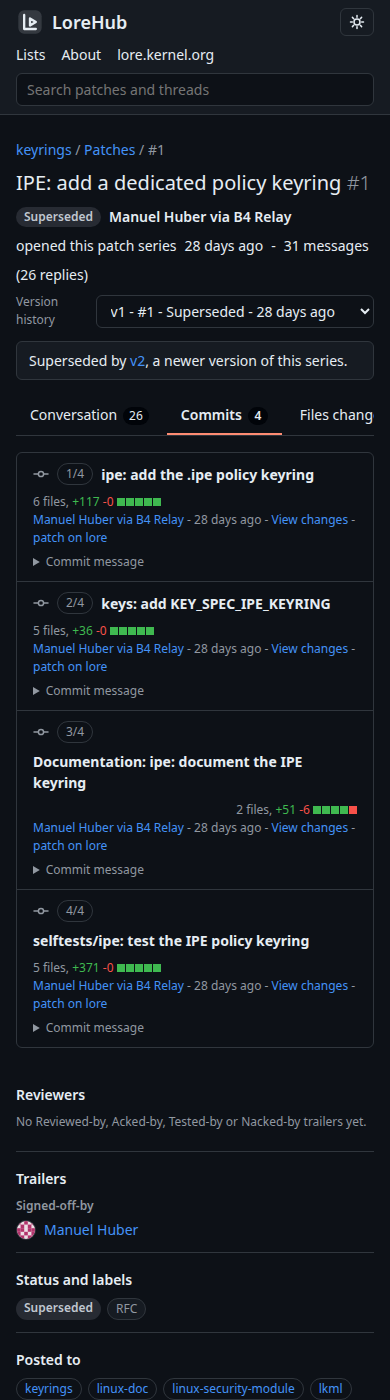 LoreHub
Lists About lore.kernel.org
Search patches and threads
keyrings / Patches / #1
IPE: add a dedicated policy keyring #1
Superseded Manuel Huber via B4 Relay
opened this patch series 28 days ago - 31 messages
(26 replies)
Version
history
v1 - #1 - Superseded - 28 days ago
Superseded by v2, a newer version of this series.
Conversation 26 Commits 4 Files chang
1/4 ipe: add the .ipe policy keyring
6 files, +117 -0
Manuel Huber via B4 Relay - 28 days ago - View changes -
patch on lore
Commit message
2/4 keys: add KEY_SPEC_IPE_KEYRING
5 files, +36 -0
Manuel Huber via B4 Relay - 28 days ago - View changes -
patch on lore
Commit message
3/4
Documentation: ipe: document the IPE
keyring
2 files, +51 -6
Manuel Huber via B4 Relay - 28 days ago - View changes -
patch on lore
Commit message
4/4
selftests/ipe: test the IPE policy keyring
5 files, +371 -0
Manuel Huber via B4 Relay - 28 days ago - View changes -
patch on lore
Commit message
Reviewers
No Reviewed-by, Acked-by, Tested-by or Nacked-by trailers yet.
Trailers
Signed-off-by
Manuel Huber
Status and labels
Superseded RFC
Posted to
keyrings linux-doc linux-security-module lkml